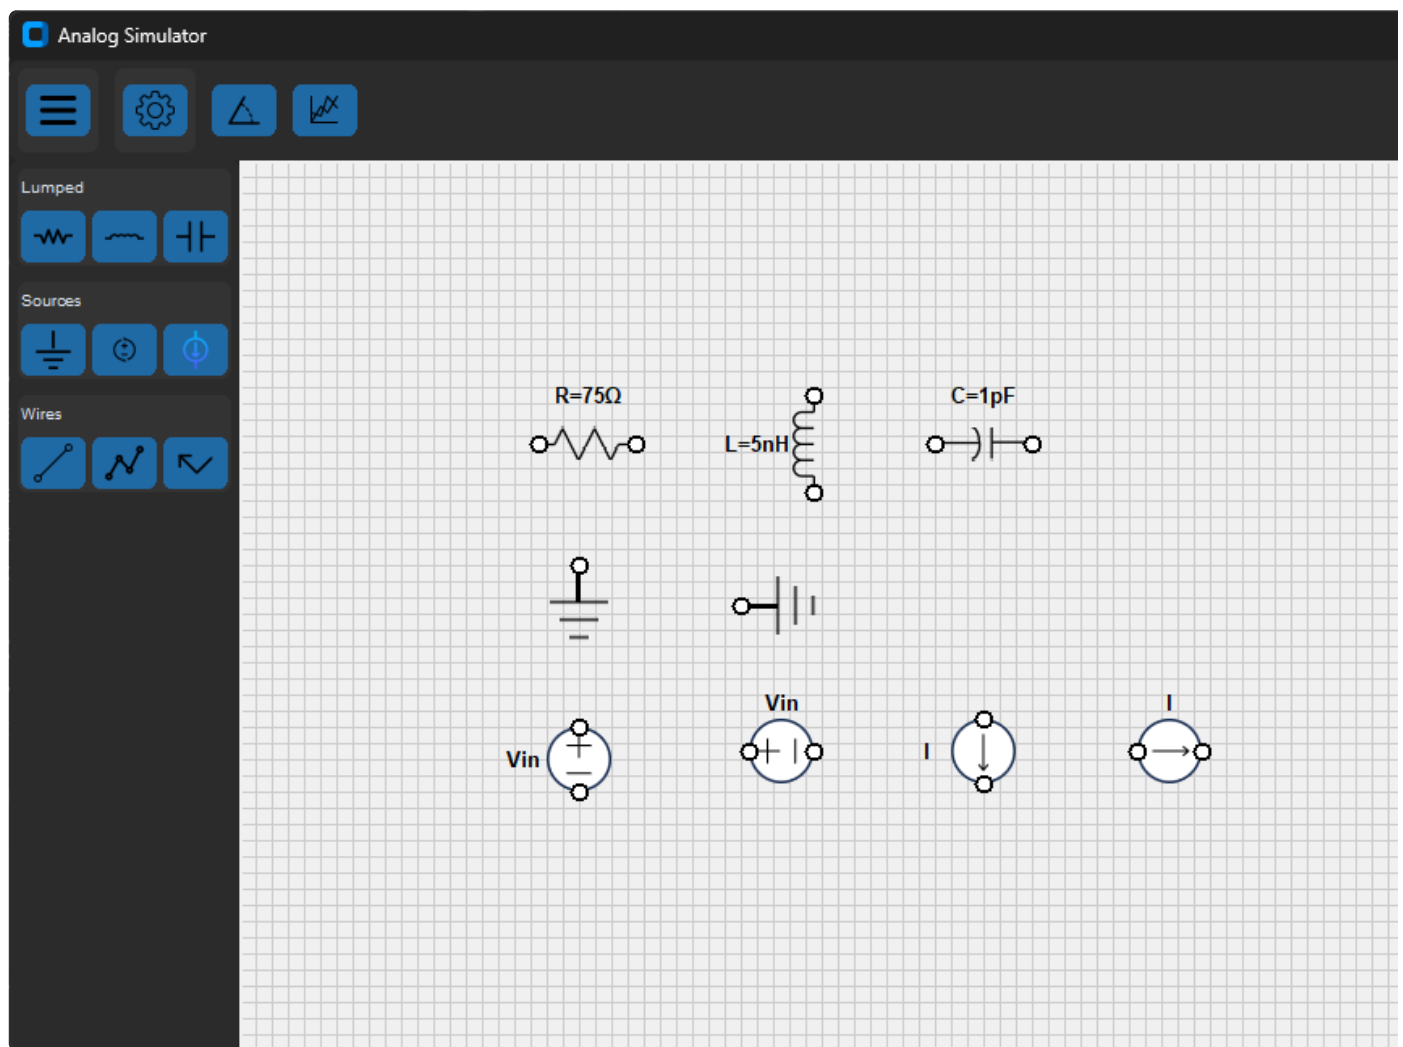 Analog Simulator
Lumped
Sources
Wires
R=75Ω
L=5nH
C=1pF
Vin
Vin
I
I